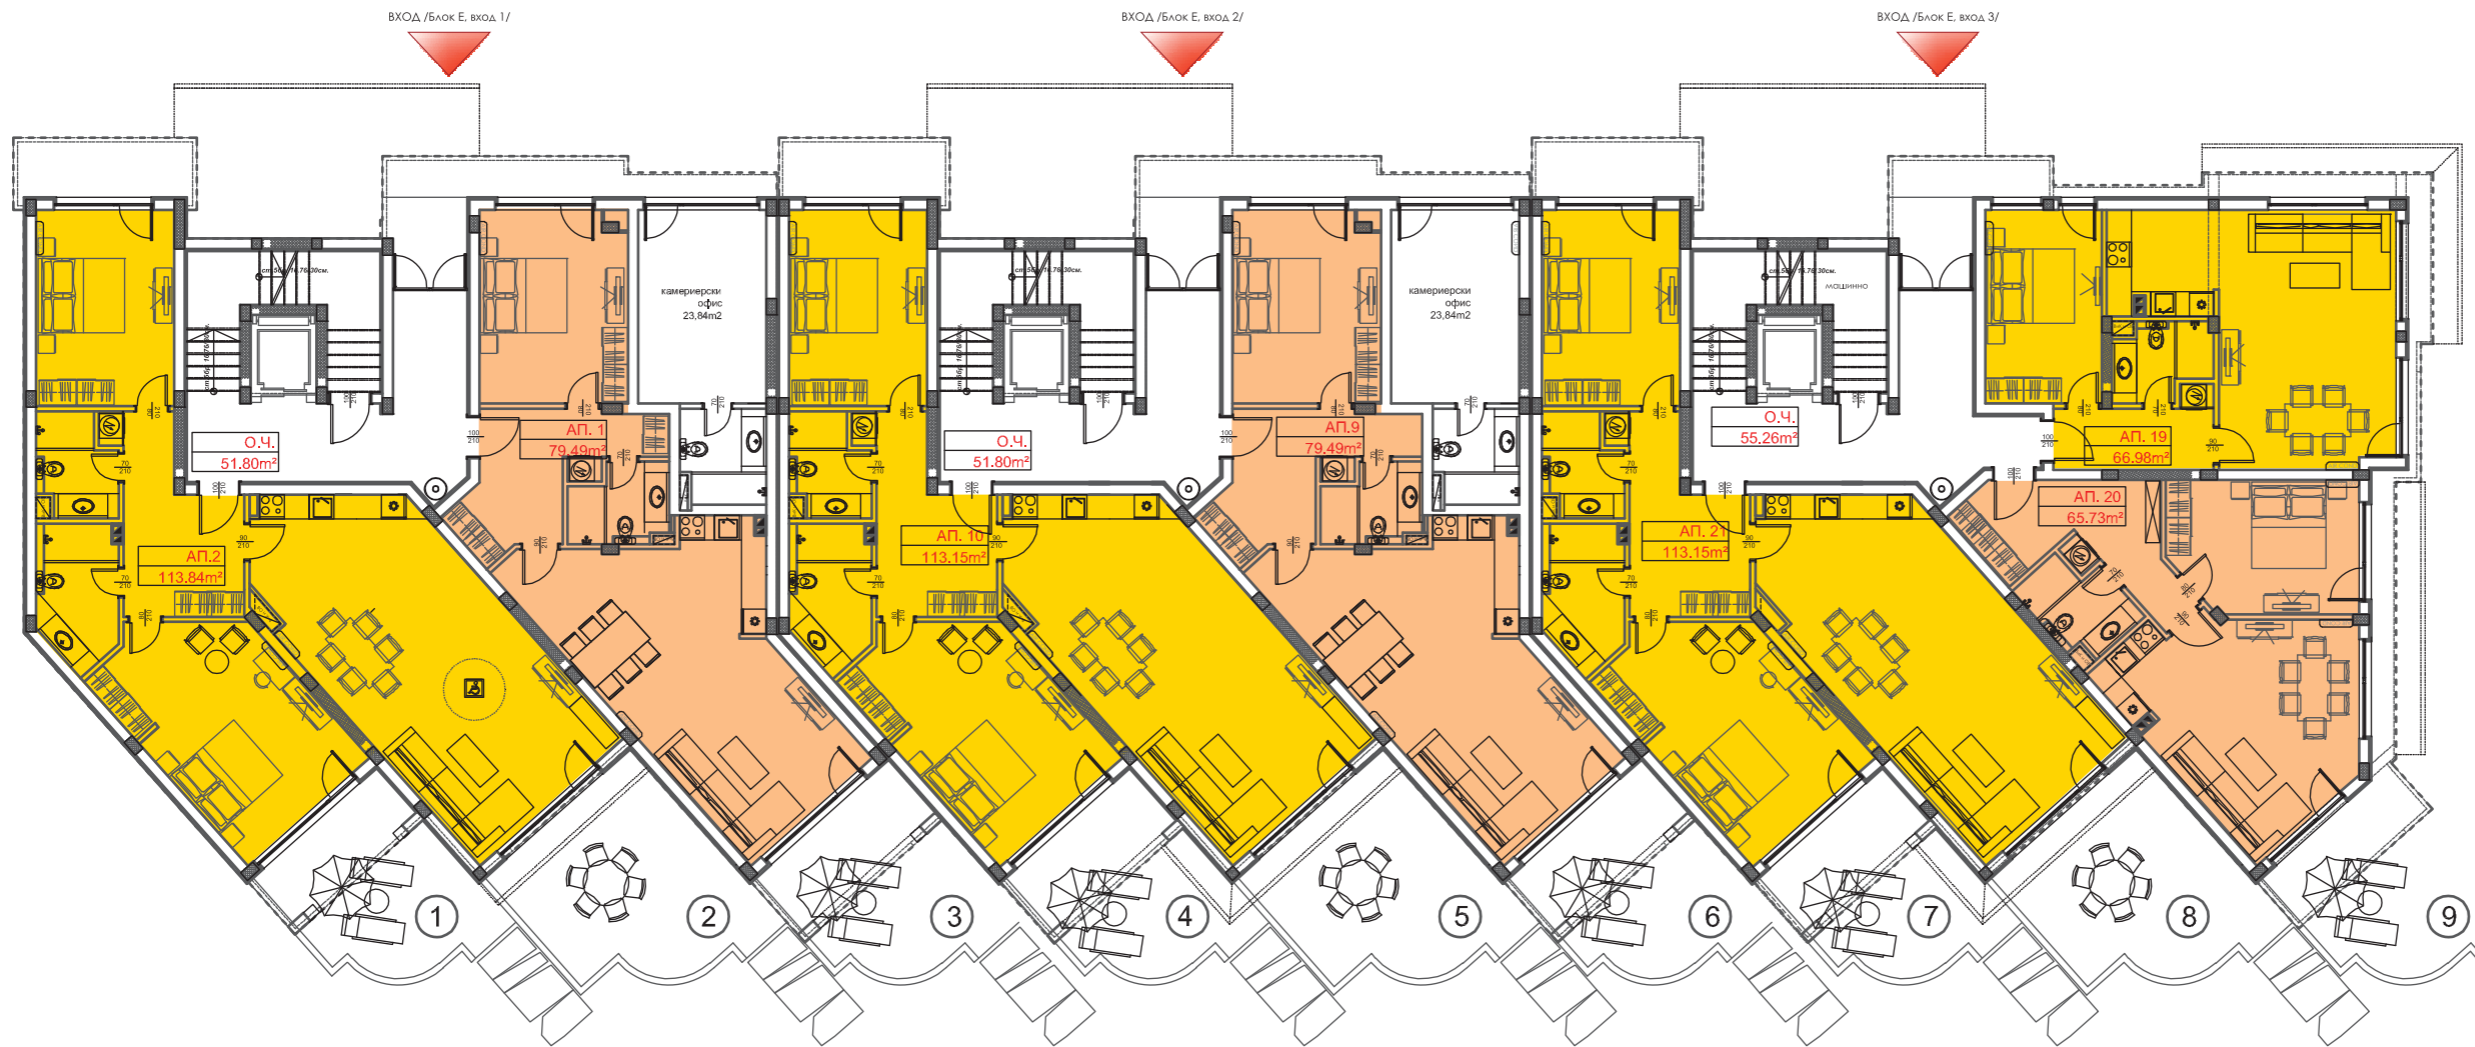 ВХОД /Блок Е, вход 1/
ВХОД /Блок Е, вход 2/
ВХОД /Блок Е, вход 3/
камериерски
офис
23,84m2
камериерски
офис
23,84m2
машинно
О.Ч.
51.80m²
АП. 1
79.49m²
О.Ч.
51.80m²
АП.9
79.49m²
О.Ч.
55.26m²
АП. 19
66.98m²
АП.2
113.84m²
АП. 10
113.15m²
АП. 21
113.15m²
АП. 20
65.73m²
1
2
3
4
5
6
7
8
9